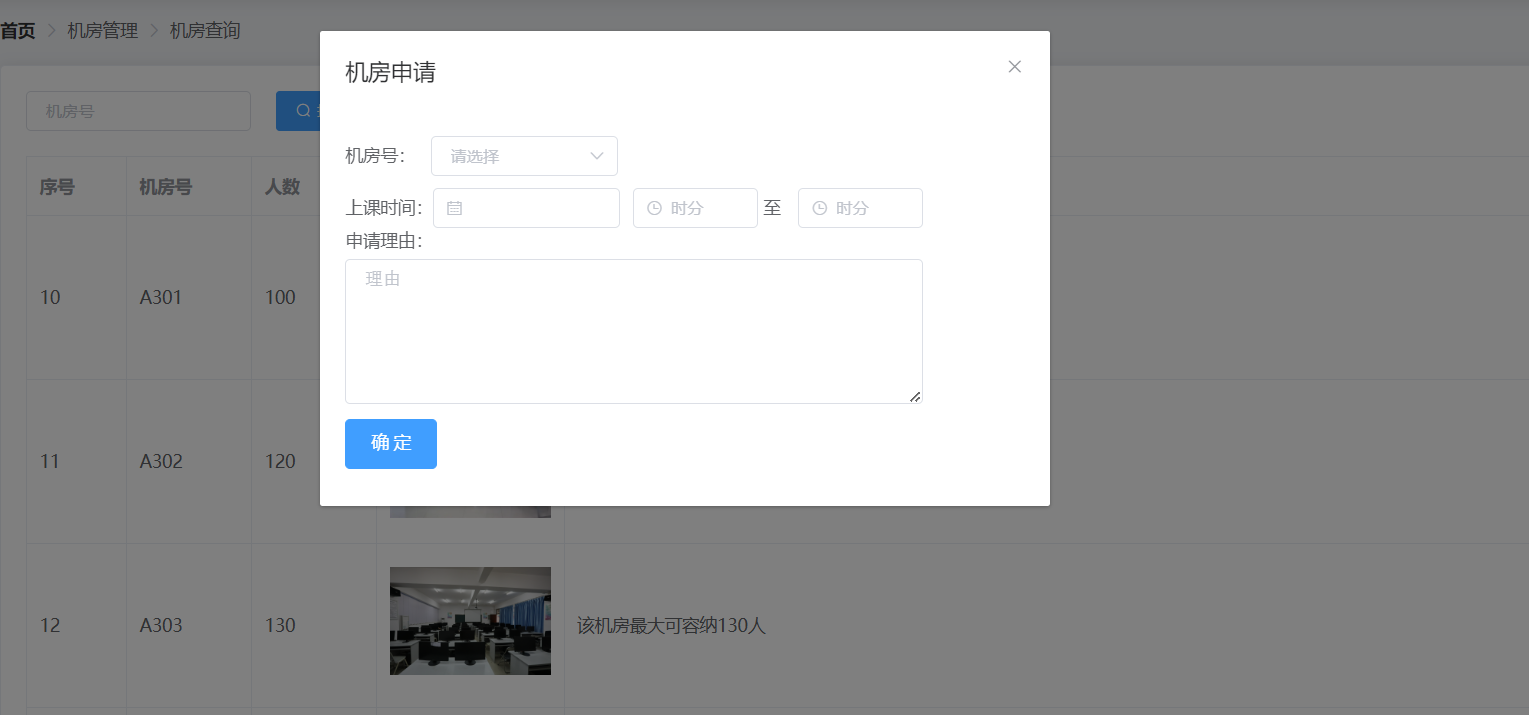 首页 > 机房管理 > 机房查询
机房申请
机房号
机房号：
请选择
上课时间：
时分
至
时分
申请理由：
理由
确定
序号 机房号 人数
10 A301 100
11 A302 120
12 A303 130 该机房最大可容纳130人